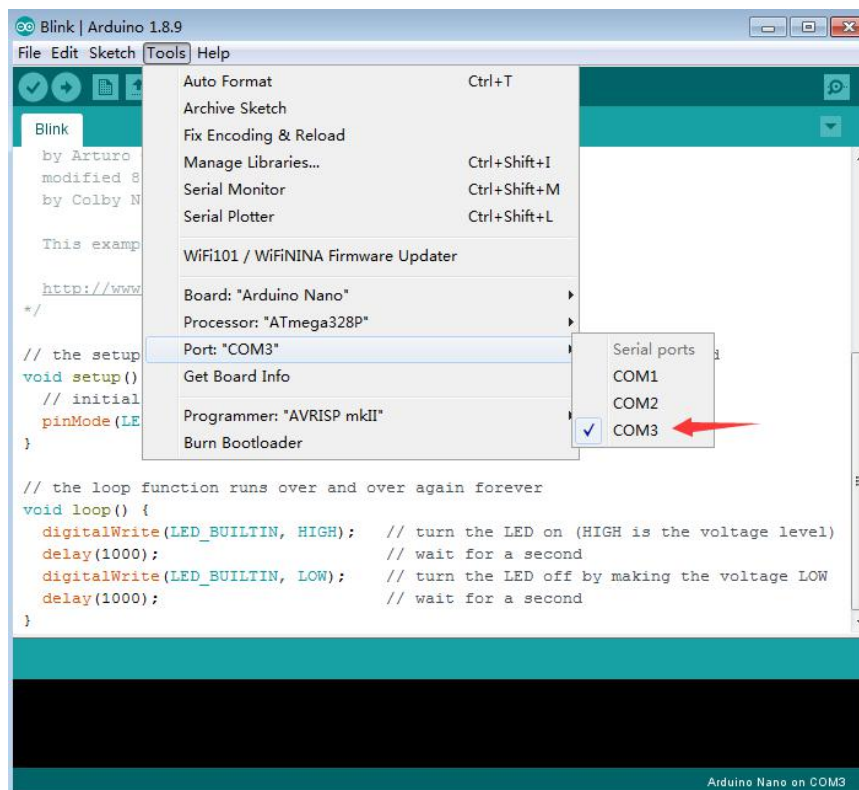 Blink | Arduino 1.8.9
File Edit Sketch Tools Help
Auto Format Ctrl+T
Archive Sketch
Fix Encoding & Reload
Manage Libraries... Ctrl+Shift+I
Serial Monitor Ctrl+Shift+M
Serial Plotter Ctrl+Shift+L
WiFi101 / WiFiNINA Firmware Updater
Board: "Arduino Nano"
Processor: "ATmega328P"
Port: "COM3"
Get Board Info
Programmer: "AVRISP mkII"
Burn Bootloader
Serial ports
COM1
COM2
COM3
Blink
by Arturo
modified 8
by Colby N
This examp
http://www
*/
// the setup
void setup()
// initial
pinMode(LE
}
// the loop function runs over and over again forever
void loop() {
digitalWrite(LED_BUILTIN, HIGH); // turn the LED on (HIGH is the voltage level)
delay(1000); // wait for a second
digitalWrite(LED_BUILTIN, LOW); // turn the LED off by making the voltage LOW
delay(1000); // wait for a second
}
Arduino Nano on COM3